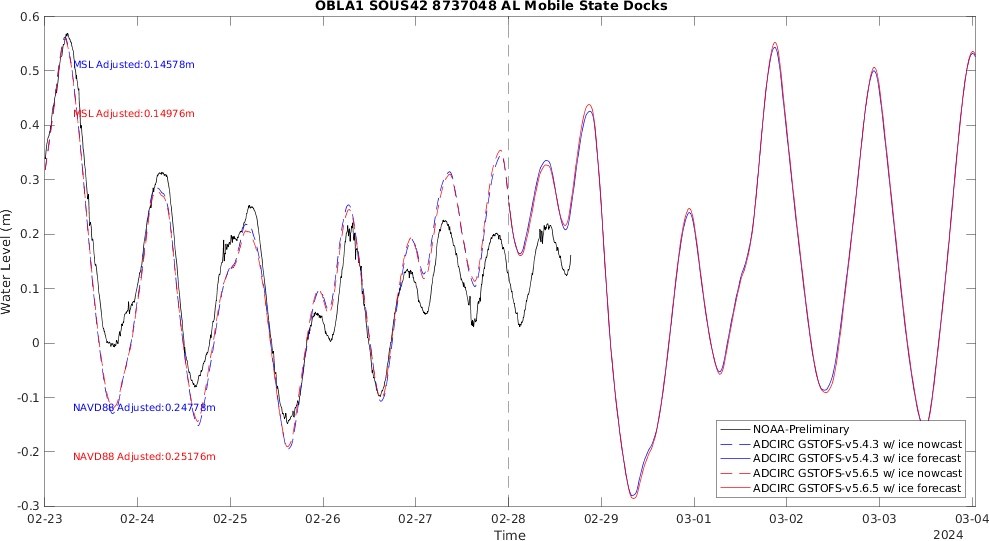 OBLA1 SOUS42 8737048 AL Mobile State Docks
0.6
0.5
0.4
0.3
0.2
0.1
0
-0.1
-0.2
-0.3
Water Level (m)
MSL Adjusted:0.14578m
MSL Adjusted:0.14976m
NAVD88 Adjusted:0.24778m
NAVD88 Adjusted:0.25176m
NOAA-Preliminary
ADCIRC GSTOFS-v5.4.3 w/ ice nowcast
ADCIRC GSTOFS-v5.4.3 w/ ice forecast
ADCIRC GSTOFS-v5.6.5 w/ ice nowcast
ADCIRC GSTOFS-v5.6.5 w/ ice forecast
02-23 02-24 02-25 02-26 02-27 02-28 02-29 03-01 03-02 03-03 03-04
Time
2024